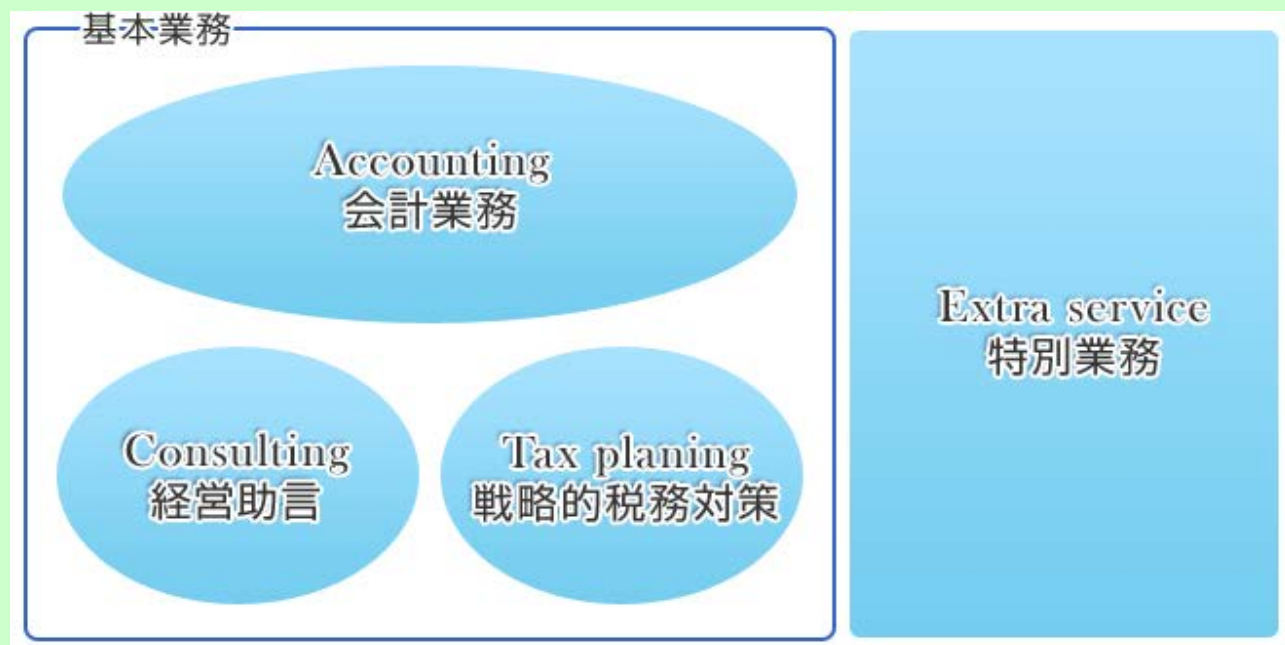 基本業務
Accounting
会計業務
Consulting
経営助言
Tax planing
戦略的税務対策
Extra service
特別業務